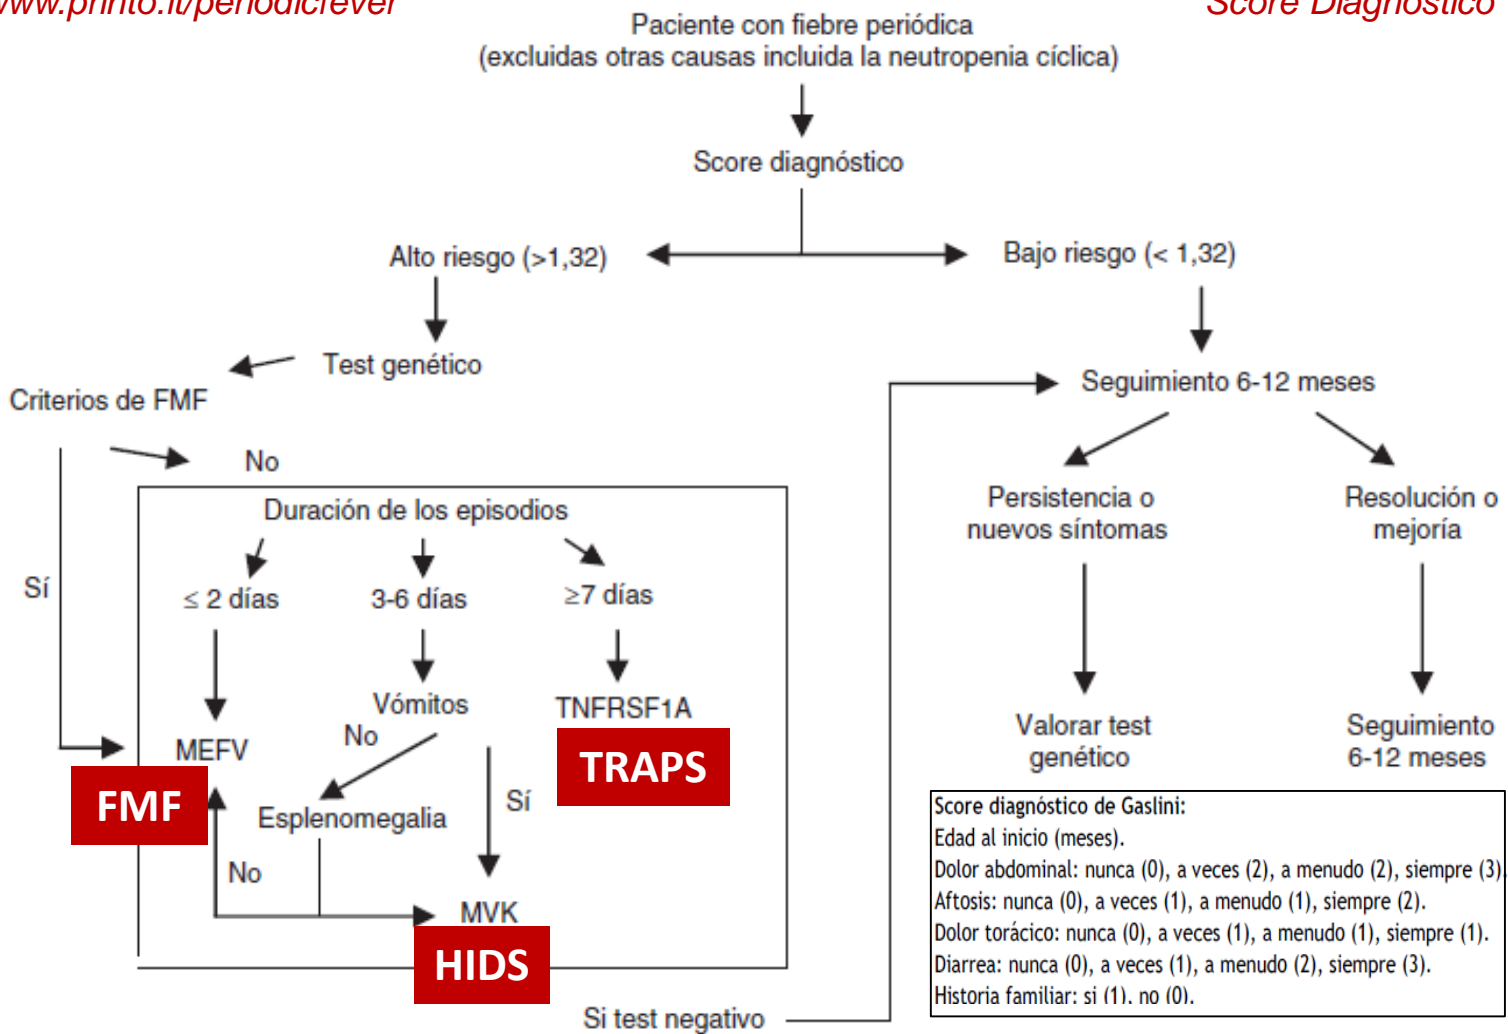 www.printo.it/periodicfever
Score Diagnóstico
Paciente con fiebre periódica
(excluidas otras causas incluida la neutropenia cíclica)
Score diagnóstico
Alto riesgo (>1,32)
Bajo riesgo (< 1,32)
Test genético
Seguimiento 6-12 meses
Criterios de FMF
No
Sí
Duración de los episodios
≤ 2 días
3-6 días
≥7 días
Persistencia o
nuevos síntomas
Resolución o
mejoría
Vómitos
TNFRSF1A
TRAPS
No
Sí
MEFV
FMF
Esplenomegalia
No
MVK
HIDS
Valorar test
genético
Seguimiento
6-12 meses
Si test negativo
Score diagnóstico de Gaslini:
Edad al inicio (meses).
Dolor abdominal: nunca (0), a veces (2), a menudo (2), siempre (3).
Aftosis: nunca (0), a veces (1), a menudo (1), siempre (2).
Dolor torácico: nunca (0), a veces (1), a menudo (1), siempre (1).
Diarrea: nunca (0), a veces (1), a menudo (2), siempre (3).
Historia familiar: si (1), no (0).